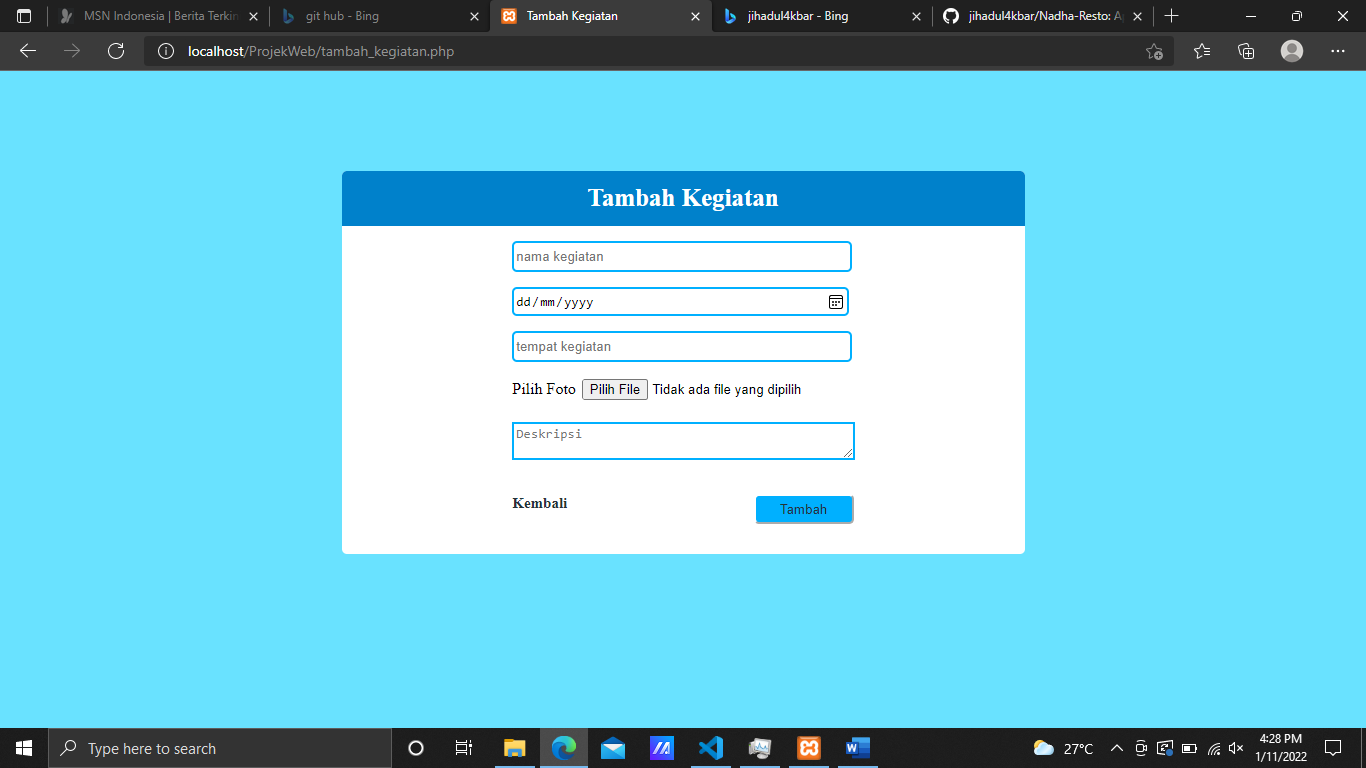 MSN Indonesia | Berita Terkin
git hub - Bing
Tambah Kegiatan
jihadul4kbar - Bing
jihadul4kbar/Nadha-Resto: A
localhost/ProjekWeb/tambah_kegiatan.php
Tambah Kegiatan
nama kegiatan
dd/mm/yyyy
tempat kegiatan
Pilih Foto Pilih File Tidak ada file yang dipilih
Deskripsi
Kembali Tambah
Type here to search
27°C
4:28 PM
1/11/2022